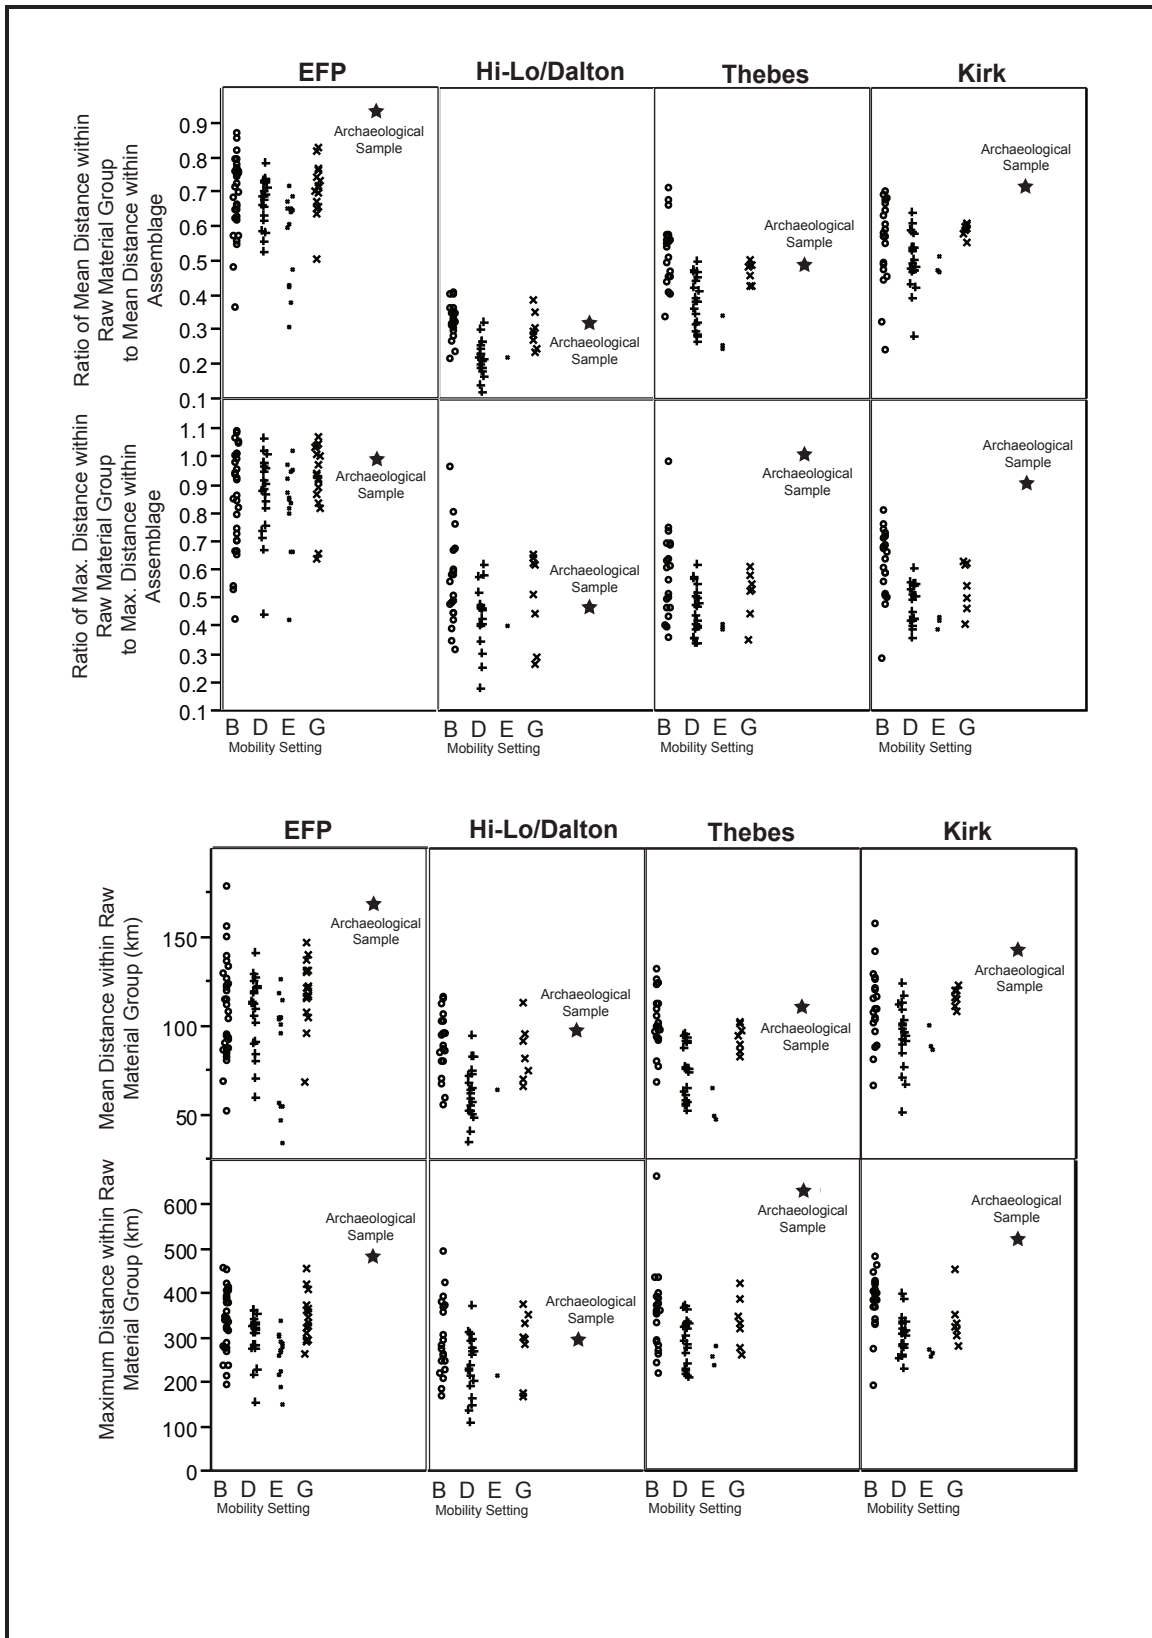 EFP Hi-Lo/Dalton Thebes Kirk
Ratio of Mean Distance within
Raw Material Group
to Mean Distance within
Assemblage
0.9
0.8
0.7
0.6
0.5
0.4
0.3
0.2
0.1
Archaeological
Sample
Archaeological
Sample
Archaeological
Sample
Archaeological
Sample
Ratio of Max. Distance within
Raw Material Group
to Max. Distance within
Assemblage
1.1
1.0
0.9
0.8
0.7
0.6
0.5
0.4
0.3
0.2
0.1
Archaeological
Sample
Archaeological
Sample
Archaeological
Sample
Archaeological
Sample
B D E G B D E G B D E G B D E G
Mobility Setting Mobility Setting Mobility Setting Mobility Setting
EFP Hi-Lo/Dalton Thebes Kirk
Mean Distance within Raw
Material Group (km)
150
100
50
Archaeological
Sample
Archaeological
Sample
Archaeological
Sample
Archaeological
Sample
Maximum Distance within Raw
Material Group (km)
600
500
400
300
200
100
0
Archaeological
Sample
Archaeological
Sample
Archaeological
Sample
Archaeological
Sample
B D E G B D E G B D E G B D E G
Mobility Setting Mobility Setting Mobility Setting Mobility Setting